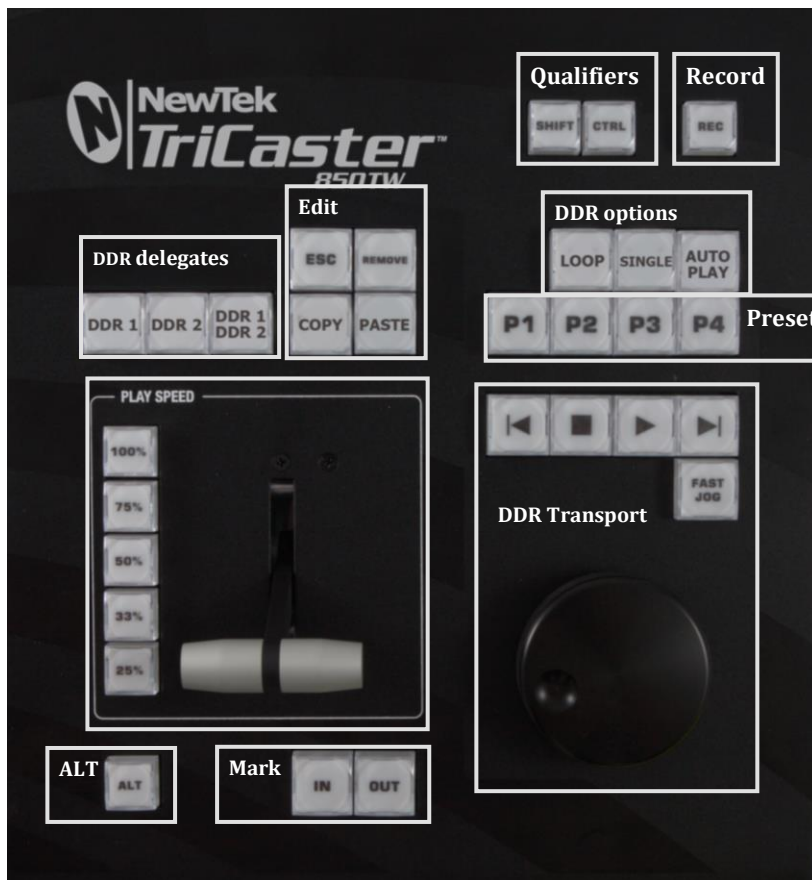 Qualifiers
Record
SHIFT
CTRL
REC
NewTek
TriCaster™
850TW
Edit
DDR options
ESC
REMOVE
LOOP
SINGLE
AUTO
PLAY
DDR delegates
DDR 1
DDR 2
DDR 1
DDR 2
COPY
PASTE
P1
P2
P3
P4
Preset
PLAY SPEED
100%
75%
50%
33%
25%
FAST
JOG
DDR Transport
ALT
ALT
Mark
IN
OUT